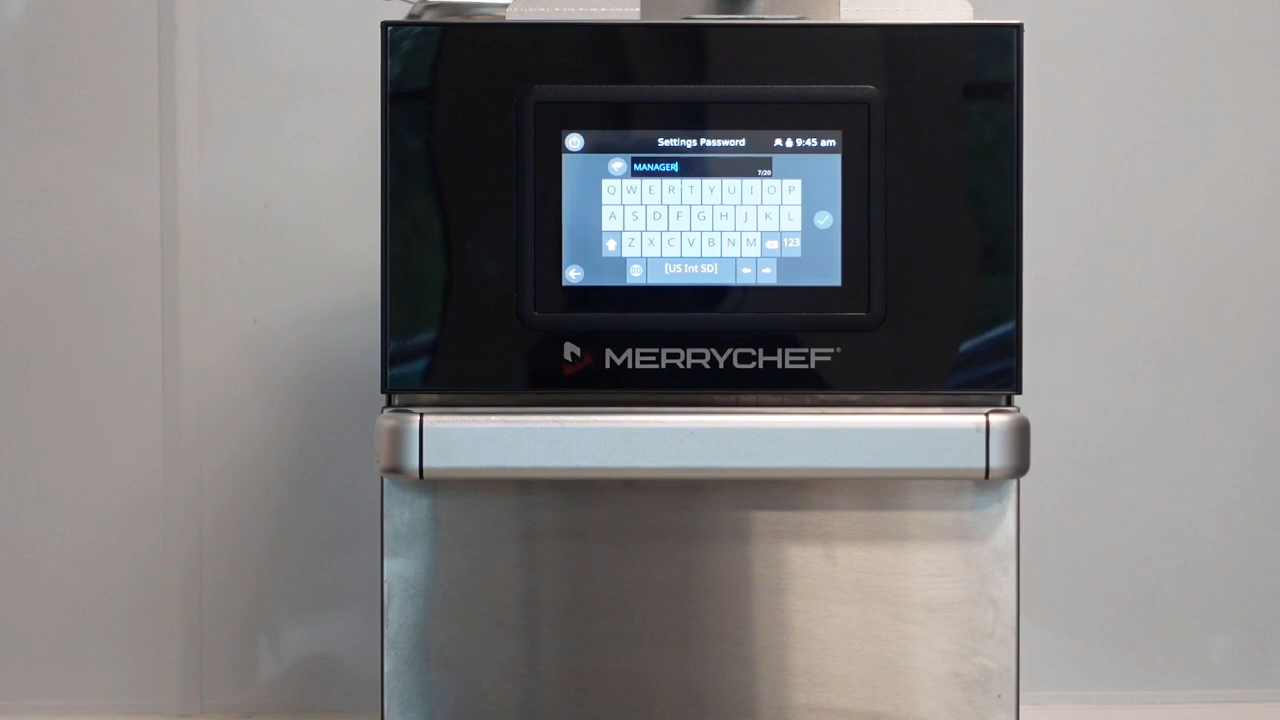 Settings Password 9:45 am
MANAGER
7/20
Q W E R T Y U I O P
A S D F G H J K L
Z X C V B N M 123
[US Int SD]
MERRYCHEF®